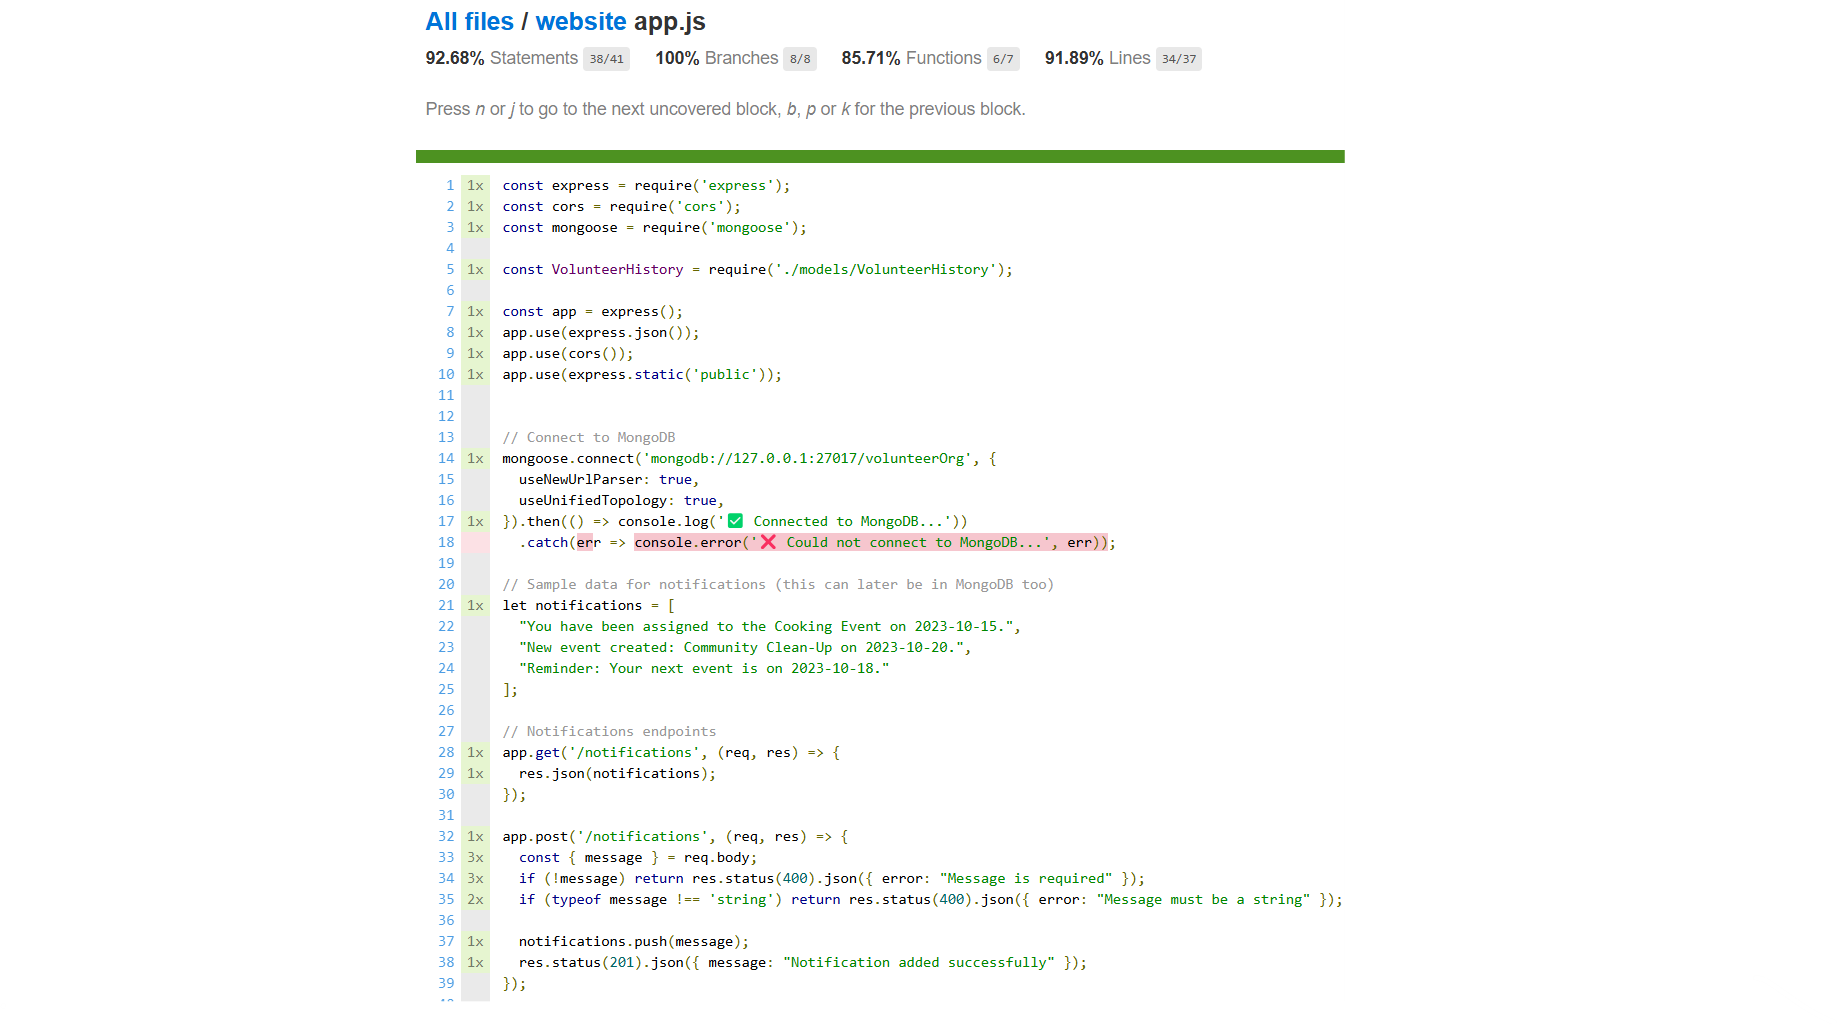 All files / website app.js
92.68% Statements 38/41 100% Branches 8/8 85.71% Functions 6/7 91.89% Lines 34/37
Press n or j to go to the next uncovered block, b, p or k for the previous block.
1 1x const express = require('express');
2 1x const cors = require('cors');
3 1x const mongoose = require('mongoose');
4
5 1x const VolunteerHistory = require('./models/VolunteerHistory');
6
7 1x const app = express();
8 1x app.use(express.json());
9 1x app.use(cors());
10 1x app.use(express.static('public'));
11
12
13 // Connect to MongoDB
14 1x mongoose.connect('mongodb://127.0.0.1:27017/volunteerOrg', {
15 useNewUrlParser: true,
16 useUnifiedTopology: true,
17 1x }).then(() => console.log('✅ Connected to MongoDB...'))
18 .catch(err => console.error('❌ Could not connect to MongoDB...', err));
19
20 // Sample data for notifications (this can later be in MongoDB too)
21 1x let notifications = [
22 "You have been assigned to the Cooking Event on 2023-10-15.",
23 "New event created: Community Clean-Up on 2023-10-20.",
24 "Reminder: Your next event is on 2023-10-18."
25 ];
26
27 // Notifications endpoints
28 1x app.get('/notifications', (req, res) => {
29 1x res.json(notifications);
30 });
31
32 1x app.post('/notifications', (req, res) => {
33 3x const { message } = req.body;
34 3x if (!message) return res.status(400).json({ error: "Message is required" });
35 2x if (typeof message !== 'string') return res.status(400).json({ error: "Message must be a string" });
36
37 1x notifications.push(message);
38 1x res.status(201).json({ message: "Notification added successfully" });
39 });